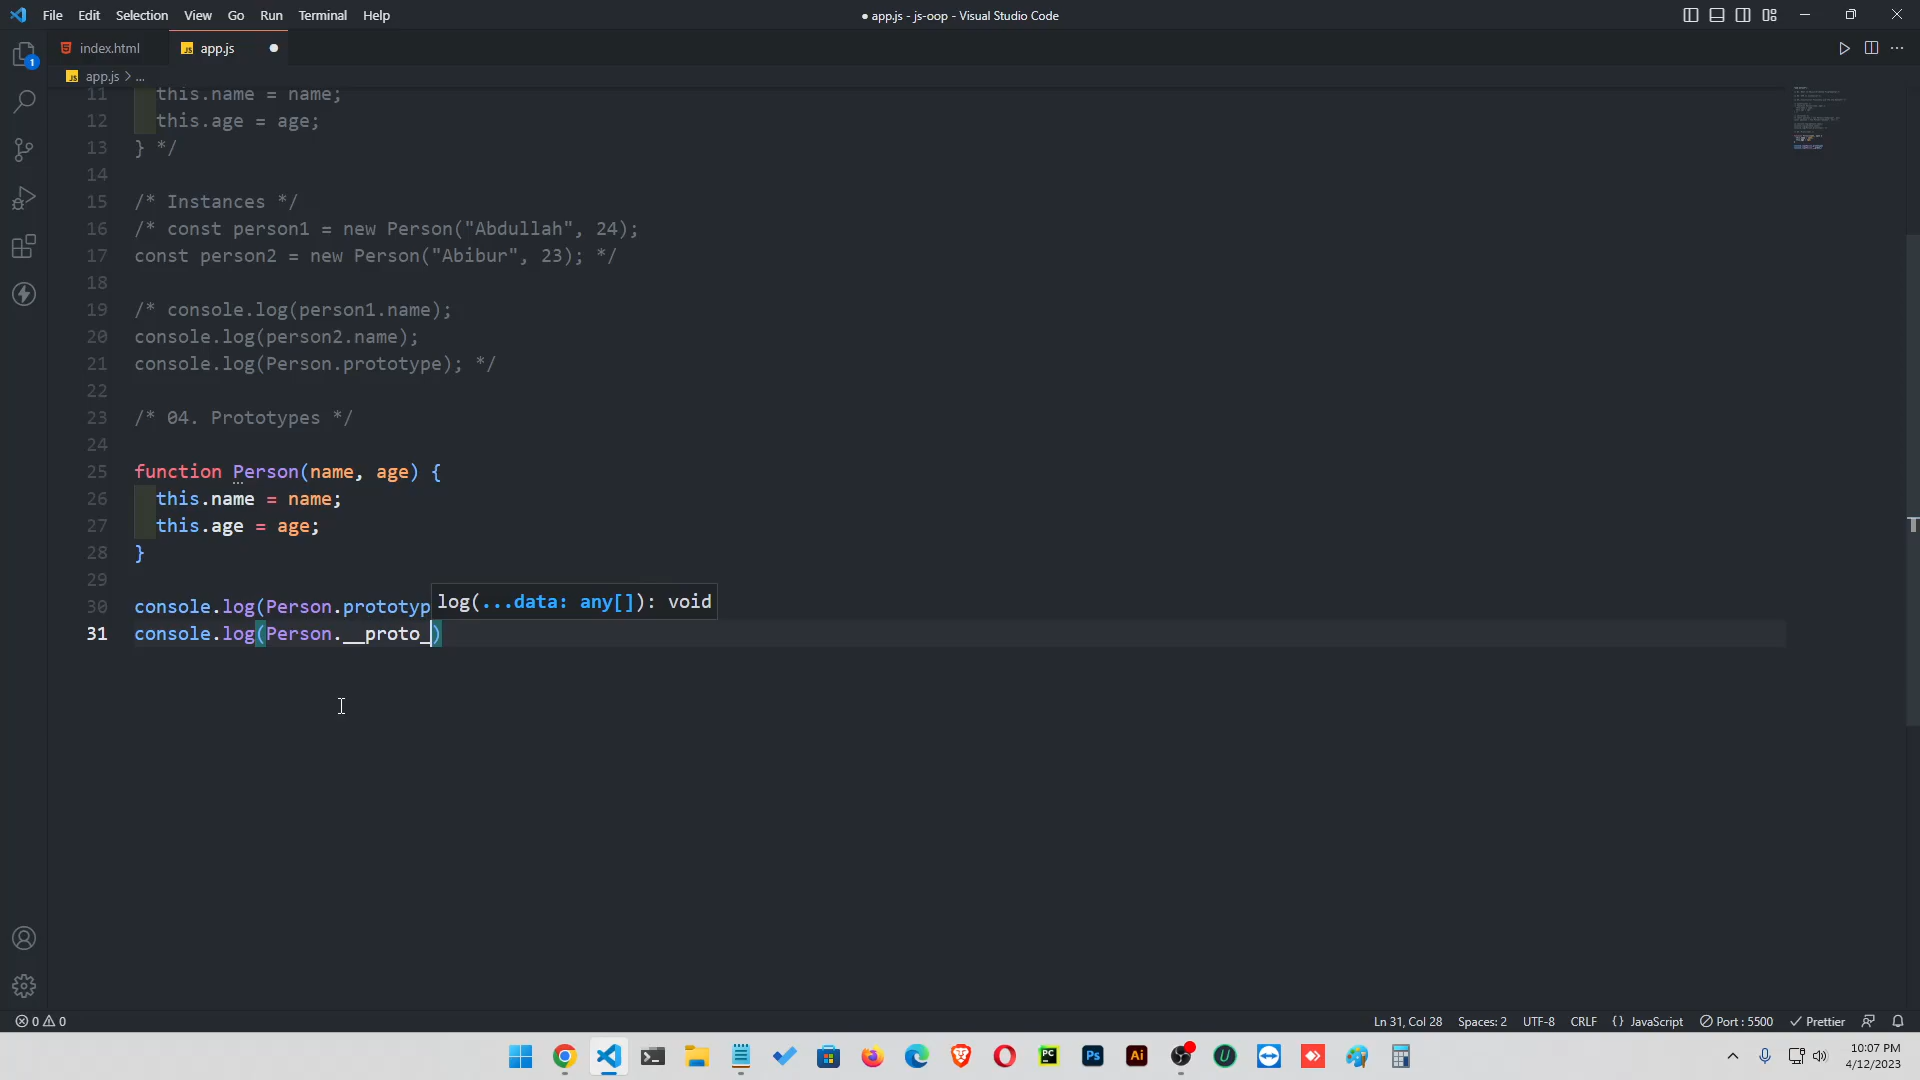 File Edit Selection View Go Run Terminal Help
● app.js - js-oop - Visual Studio Code
index.html
JS app.js ●
JS app.js > ...
11 this.name = name;
12 this.age = age;
13 } */
14
15 /* Instances */
16 /* const person1 = new Person("Abdullah", 24);
17 const person2 = new Person("Abibur", 23); */
18
19 /* console.log(person1.name);
20 console.log(person2.name);
21 console.log(Person.prototype); */
22
23 /* 04. Prototypes */
24
25 function Person(name, age) {
26 this.name = name;
27 this.age = age;
28 }
29
log(...data: any[]): void
30 console.log(Person.prototyp
31 console.log(Person.__proto_)
1
0 0
Ln 31, Col 28 Spaces: 2 UTF-8 CRLF {} JavaScript Port : 5500 Prettier
PC Ps Ai U
10:07 PM
4/12/2023